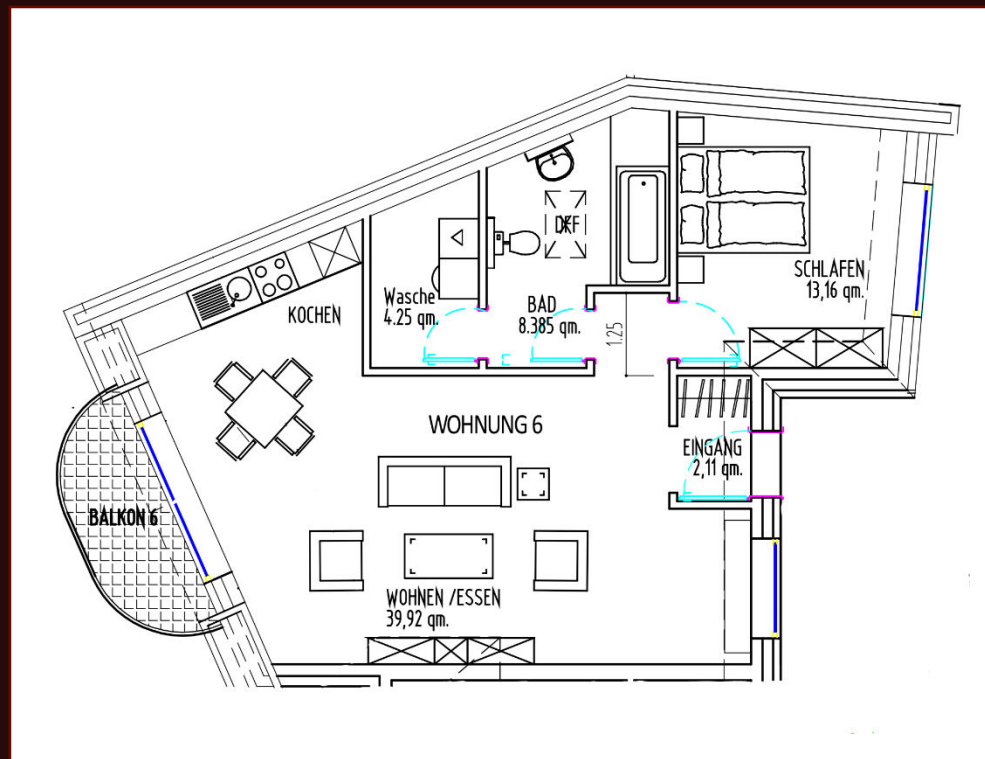 DFF
SCHLAFEN
13,16 qm.
Wasche
4.25 qm.
BAD
8.385 qm.
KOCHEN
1.25
WOHNUNG 6
EINGANG
2,11 qm.
BALKON 6
WOHNEN /ESSEN
39,92 qm.